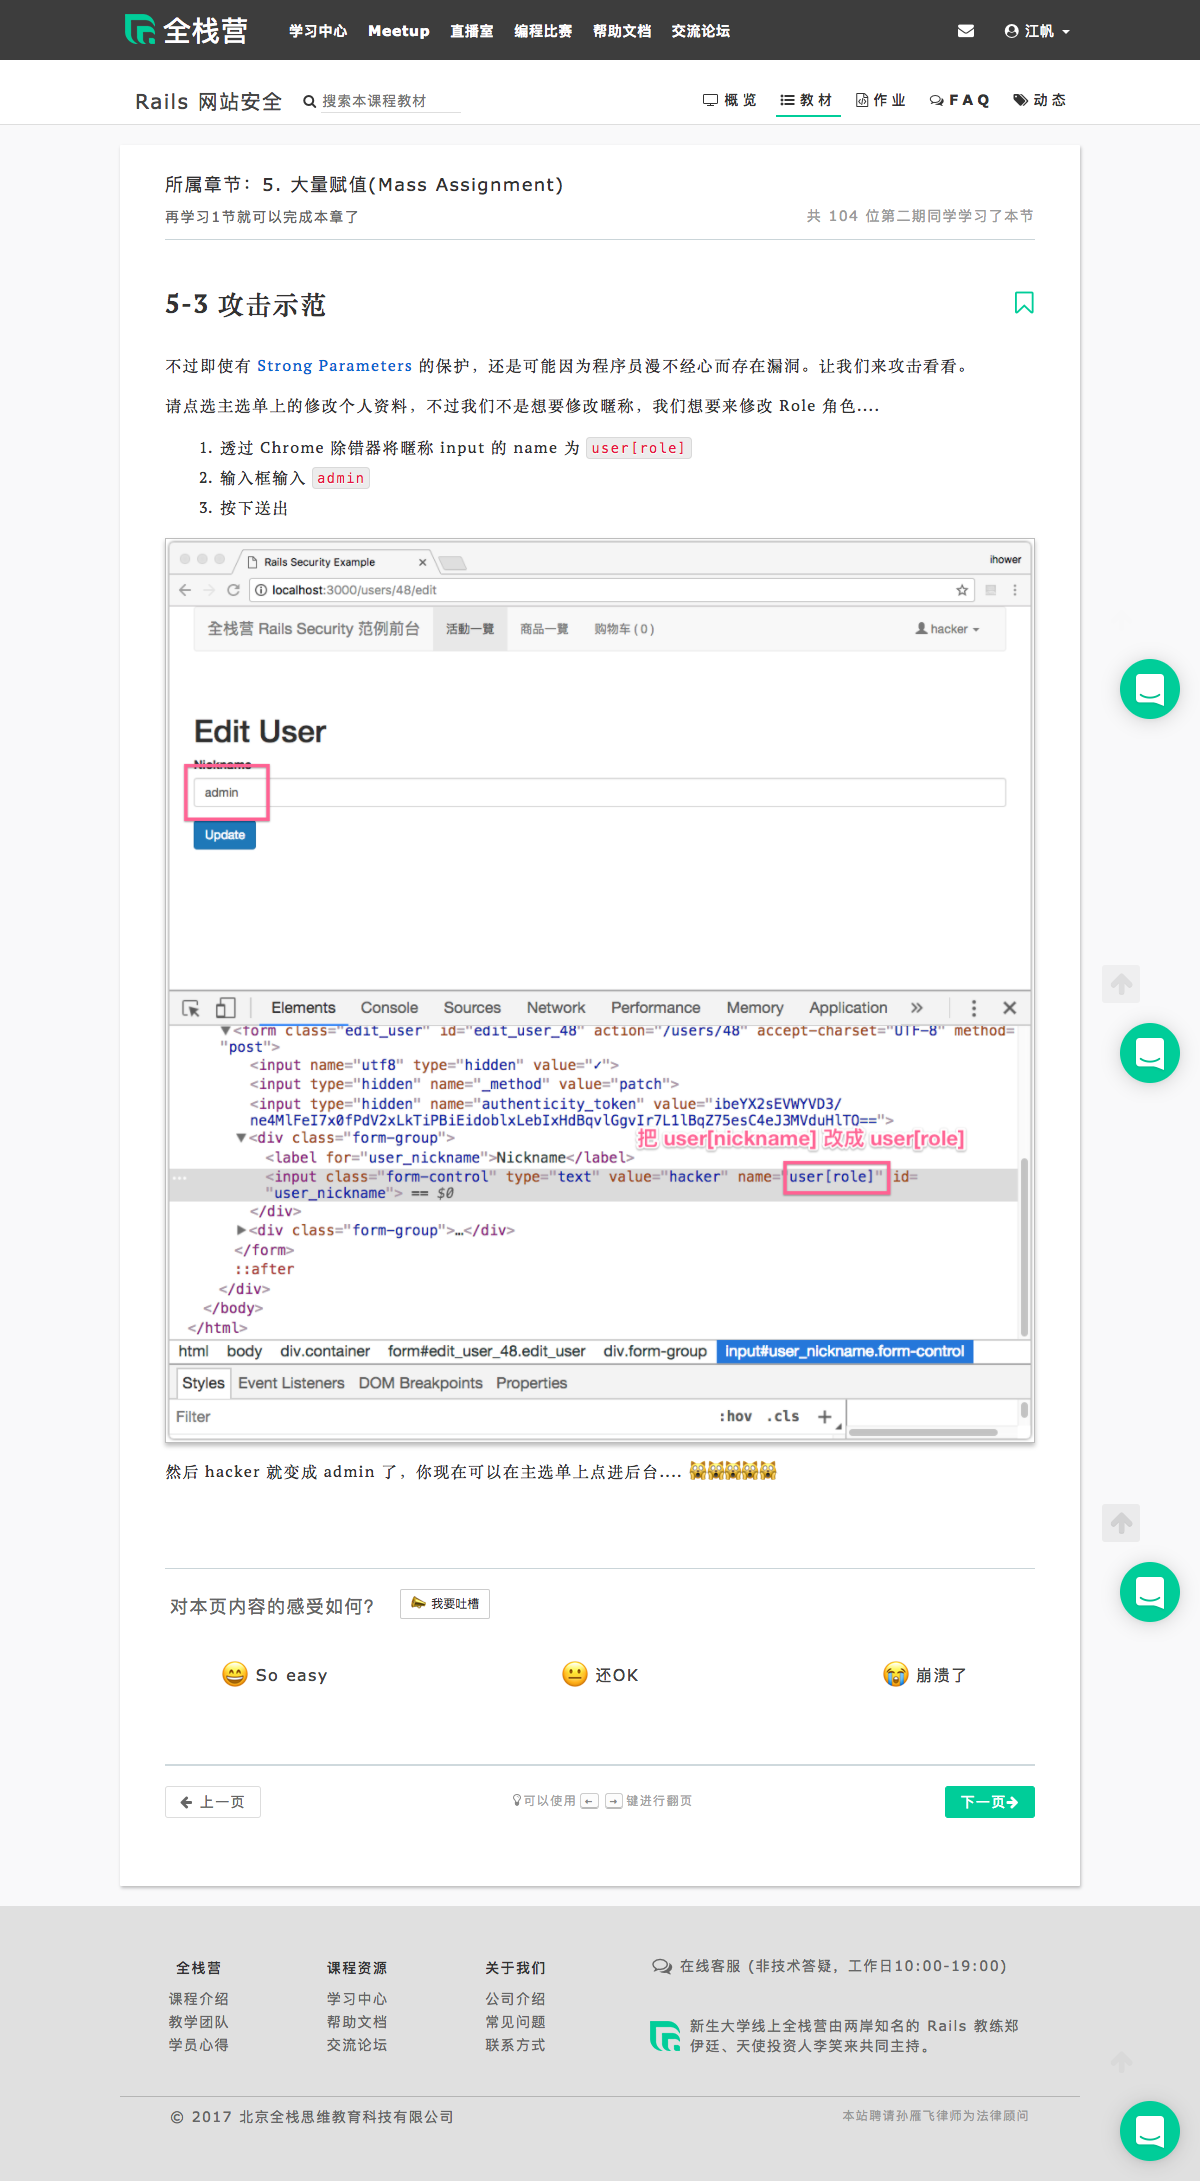 全栈营 学习中心 Meetup 直播室 编程比赛 帮助文档 交流论坛 江帆
Rails 网站安全 搜索本课程教材 概览 教材 作业 FAQ 动态
所属章节：5. 大量赋值(Mass Assignment)
再学习1节就可以完成本章了 共 104 位第二期同学学习了本节
5-3 攻击示范
不过即使有 Strong Parameters 的保护，还是可能因为程序员漫不经心而存在漏洞。让我们来攻击看看。
请点选主选单上的修改个人资料，不过我们不是想要修改暱称，我们想要来修改 Role 角色....
1. 透过 Chrome 除错器将暱称 input 的 name 为 user[role]
2. 输入框输入 admin
3. 按下送出
Rails Security Example ihower
localhost:3000/users/48/edit
全栈营 Rails Security 范例前台 活動一覽 商品一覽 购物车 ( 0 ) hacker
Edit User
Nickname
admin
Update
Elements Console Sources Network Performance Memory Application »
▼<form class="edit_user" id="edit_user_48" action="/users/48" accept-charset="UTF-8" method=
"post">
<input name="utf8" type="hidden" value="✓">
<input type="hidden" name="_method" value="patch">
<input type="hidden" name="authenticity_token" value="ibeYX2sEVWYVD3/
ne4MlFeI7x0fPdV2xLkTiPBiEidoblxLebIxHdBqvlGgvIr7L1lBqZ75esC4eJ3MVduHlTQ==">
▼<div class="form-group"> 把 user[nickname] 改成 user[role]
<label for="user_nickname">Nickname</label>
<input class="form-control" type="text" value="hacker" name="user[role]" id=
"user_nickname"> == $0
</div>
▶<div class="form-group">…</div>
</form>
::after
</div>
</body>
</html>
html body div.container form#edit_user_48.edit_user div.form-group input#user_nickname.form-control
Styles Event Listeners DOM Breakpoints Properties
Filter :hov .cls +
然后 hacker 就变成 admin 了，你现在可以在主选单上点进后台.... 🙀🙀🙀🙀🙀
对本页内容的感受如何? 我要吐槽
😄 So easy 😐 还OK 😭 崩溃了
← 上一页 可以使用 ← → 键进行翻页 下一页→
全栈营 课程资源 关于我们 在线客服 (非技术答疑，工作日10:00-19:00)
课程介绍 学习中心 公司介绍
教学团队 帮助文档 常见问题 新生大学线上全栈营由两岸知名的 Rails 教练郑
学员心得 交流论坛 联系方式 伊廷、天使投资人李笑来共同主持。
© 2017 北京全栈思维教育科技有限公司 本站聘请孙雁飞律师为法律顾问